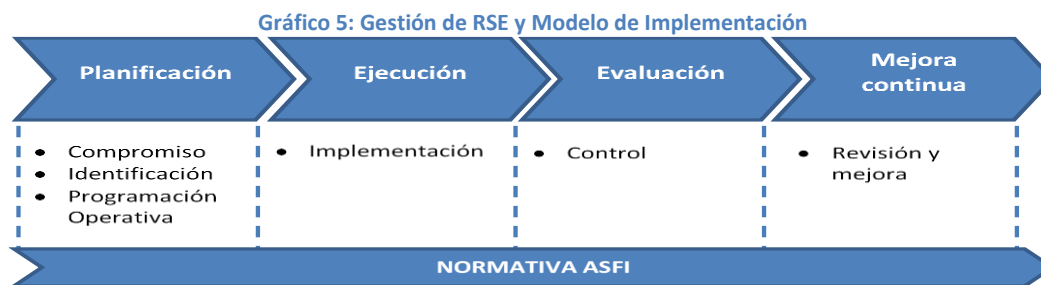 Gráfico 5: Gestión de RSE y Modelo de Implementación
Planificación
Ejecución
Evaluación
Mejora
continua
• Compromiso
• Identificación
• Programación
Operativa
• Implementación
• Control
• Revisión y
mejora
NORMATIVA ASFI